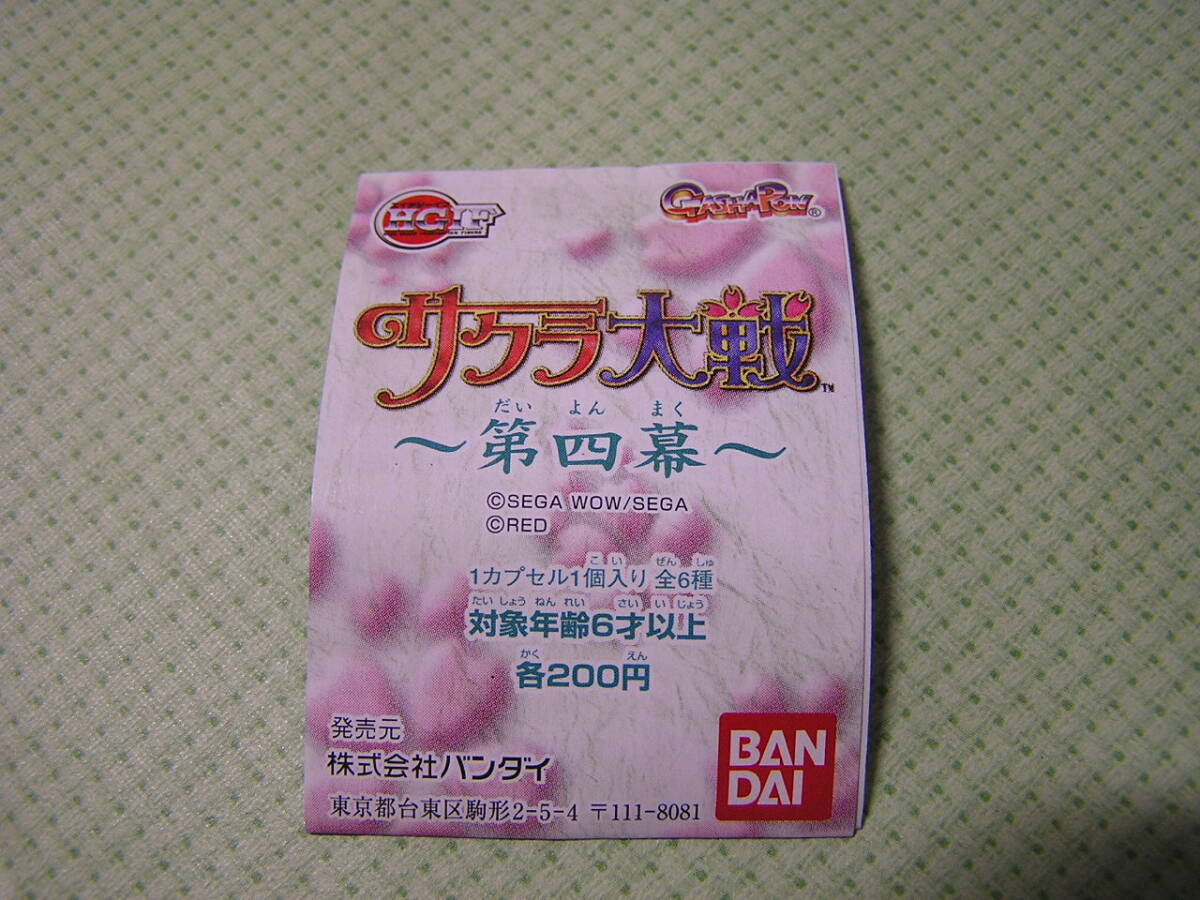 HGIF
GASHAPON®
サクラ大戦™
だい よん まく
～第四幕～
©SEGA WOW/SEGA
©RED
こい ぜん しゅ
1カプセル1個入り 全6種
たいしょうねんれい さい いじょう
対象年齢6才以上
かく えん
各200円
発売元
株式会社バンダイ
東京都台東区駒形2-5-4 〒111-8081
BAN
DAI